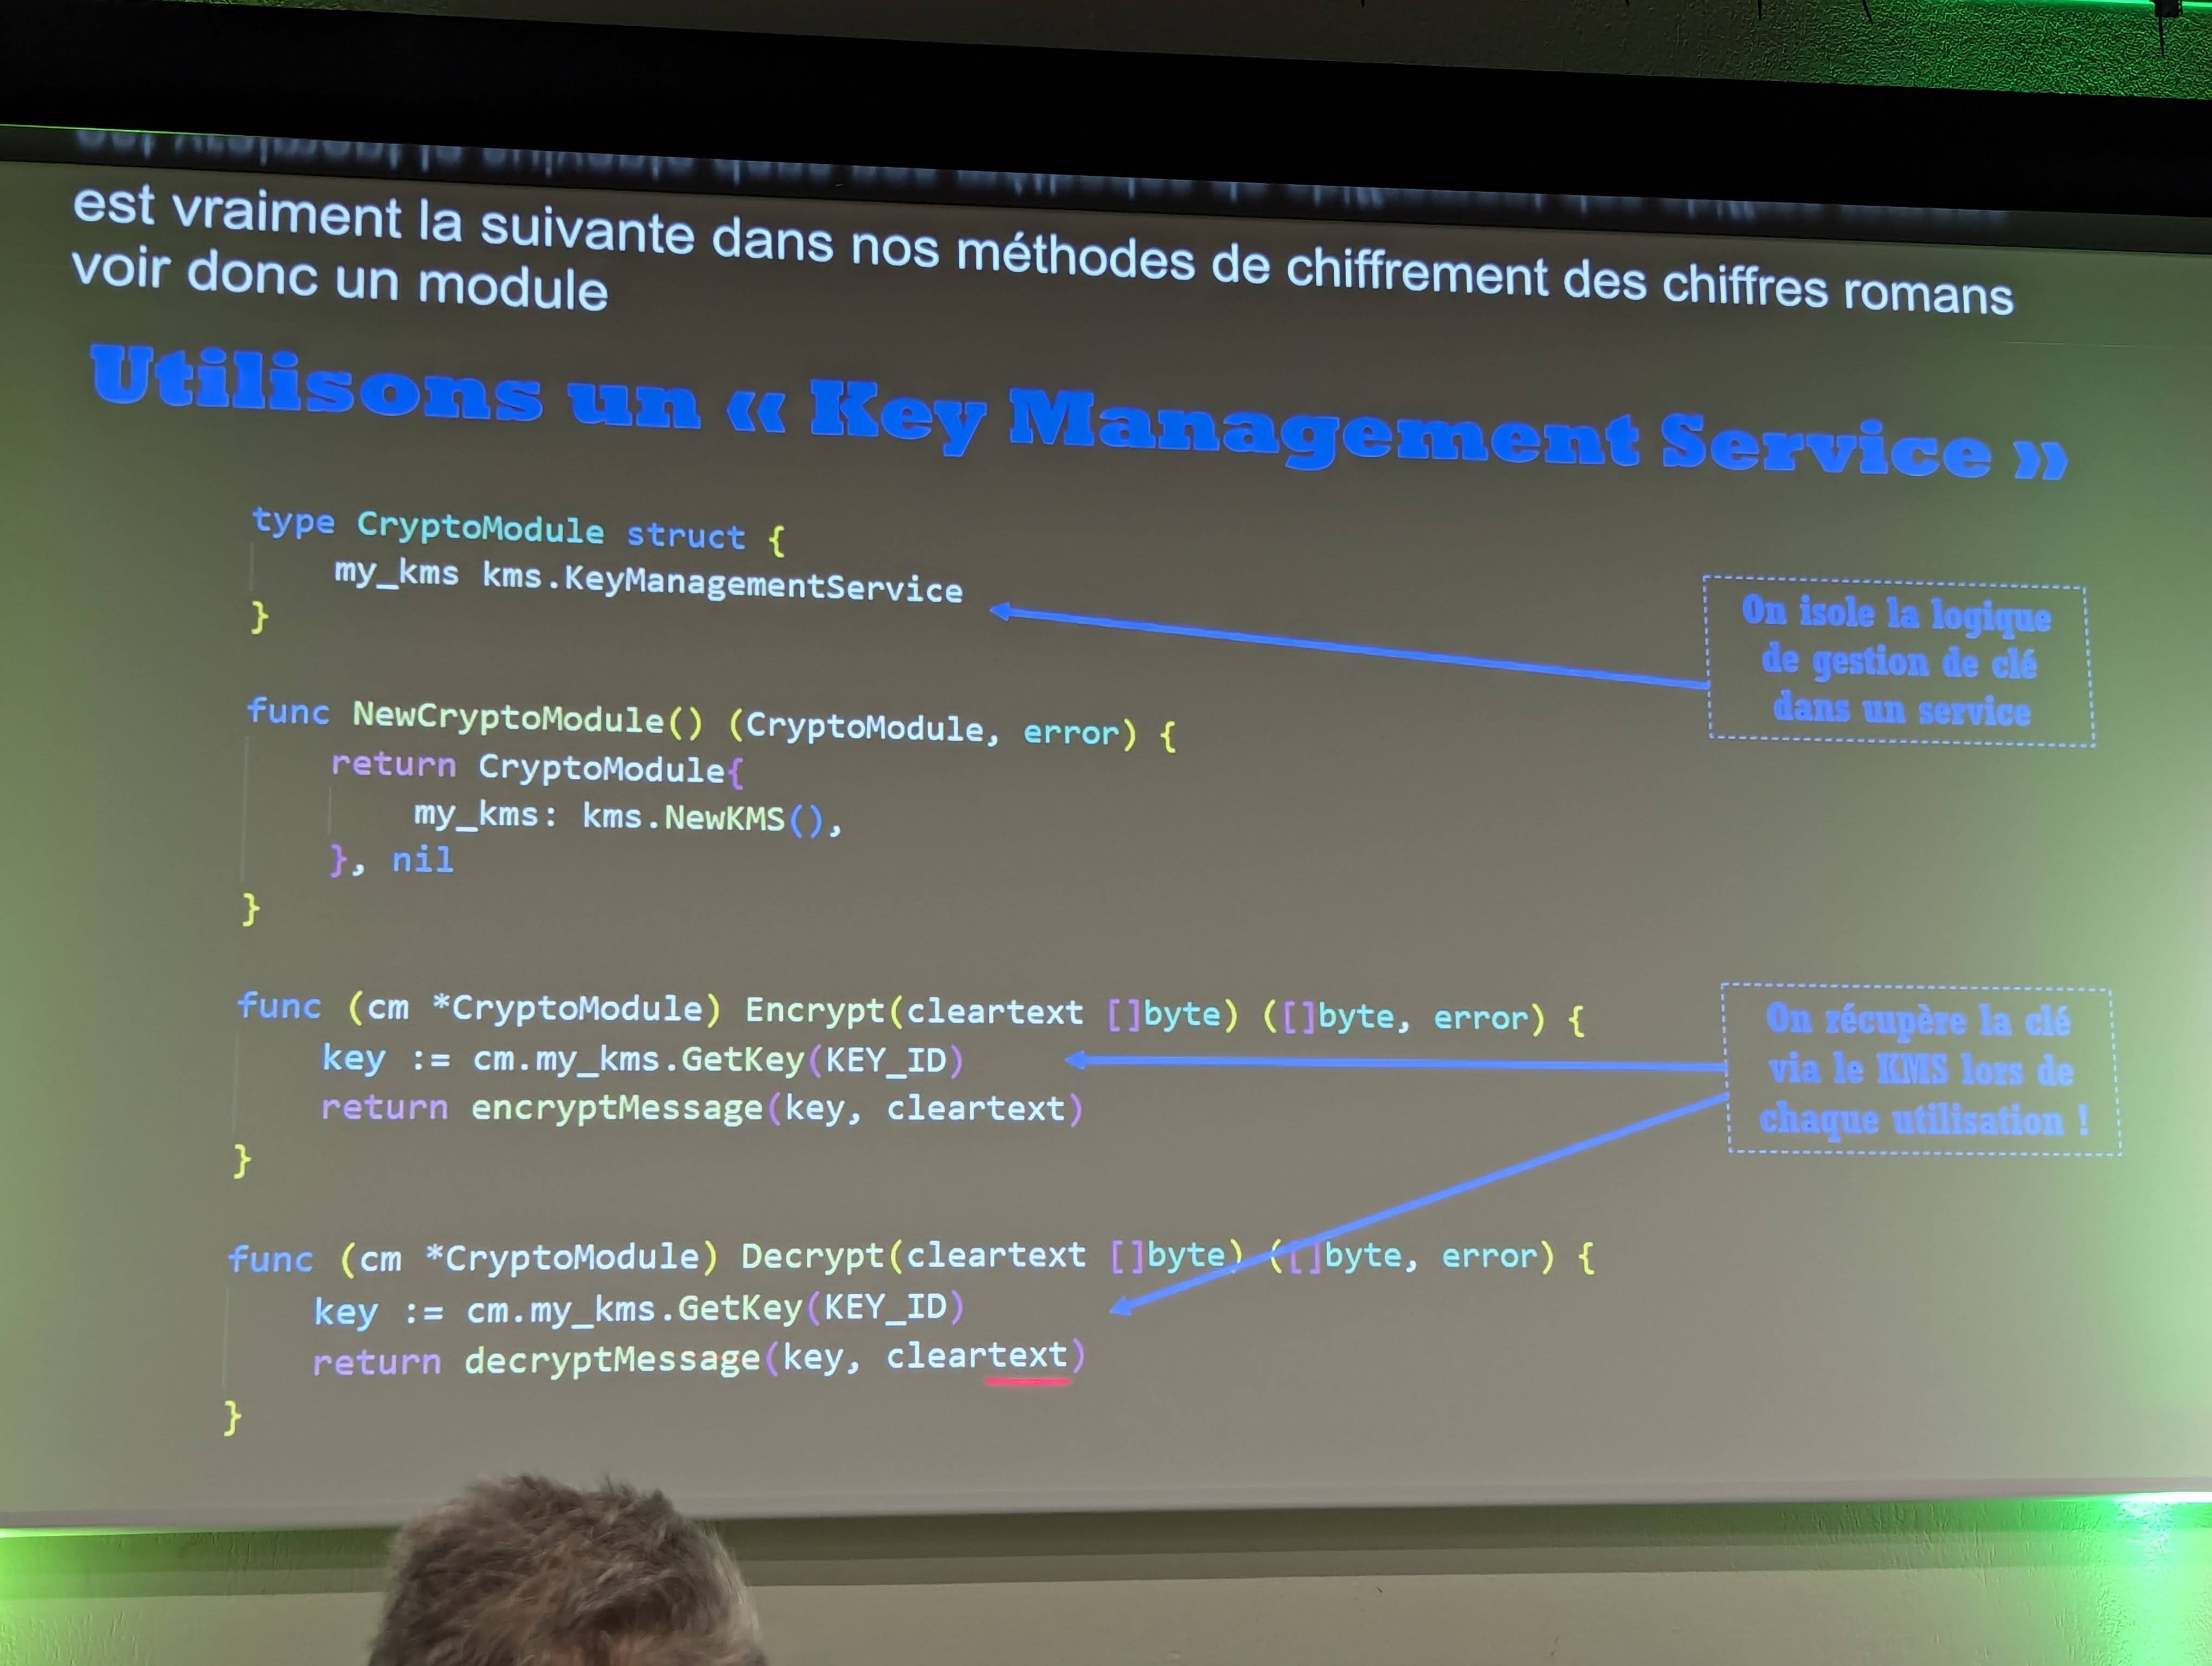 est vraiment la suivante dans nos méthodes de chiffrement des chiffres romans
voir donc un module
Utilisons un « Key Management Service »
type CryptoModule struct {
my_kms kms.KeyManagementService
}
On isole la logique
de gestion de clé
dans un service
func NewCryptoModule() (CryptoModule, error) {
return CryptoModule{
my_kms: kms.NewKMS(),
}, nil
}
func (cm *CryptoModule) Encrypt(cleartext []byte) ([]byte, error) {
key := cm.my_kms.GetKey(KEY_ID)
return encryptMessage(key, cleartext)
}
On récupère la clé
via le KMS lors de
chaque utilisation !
func (cm *CryptoModule) Decrypt(cleartext []byte) ([]byte, error) {
key := cm.my_kms.GetKey(KEY_ID)
return decryptMessage(key, cleartext)
}